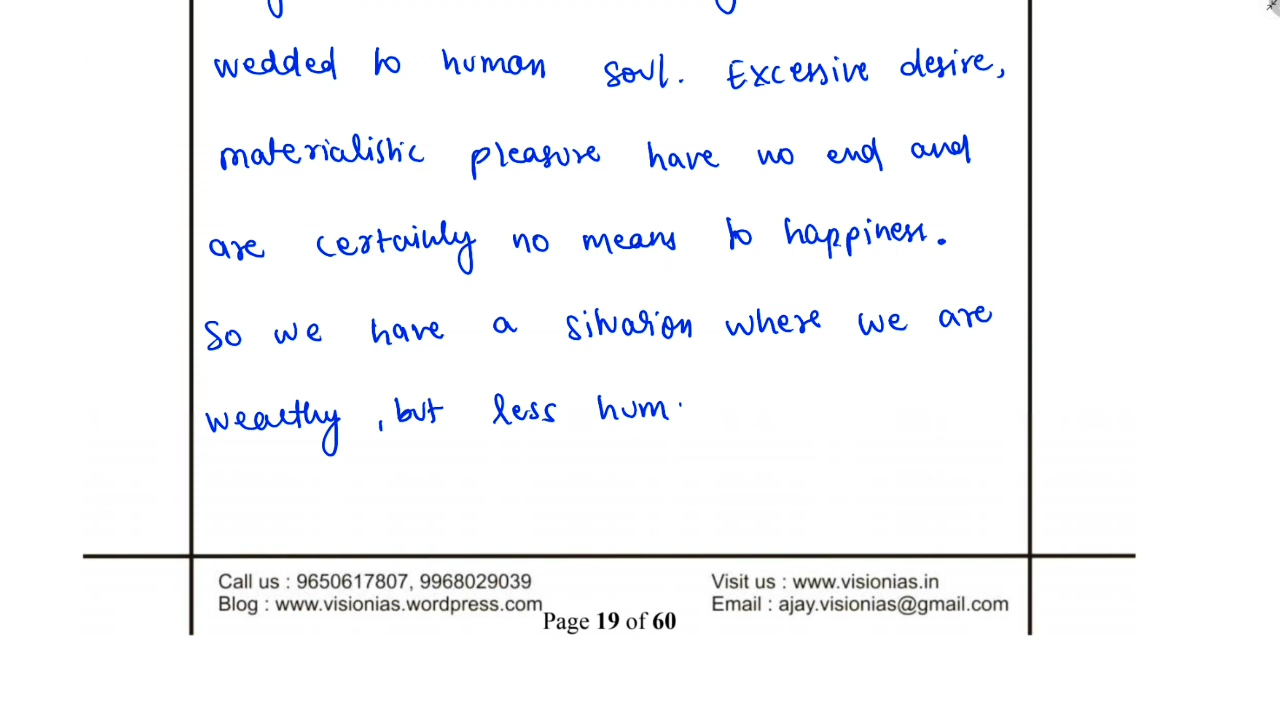 wedded to human soul. Excessive desire,
materialistic pleasure have no end and
are certainly no means to happiness.
So we have a situation where we are
wealthy, but less hum.
Call us : 9650617807, 9968029039
Visit us : www.visionias.in
Blog : www.visionias.wordpress.com
Email : ajay.visionias@gmail.com
Page 19 of 60